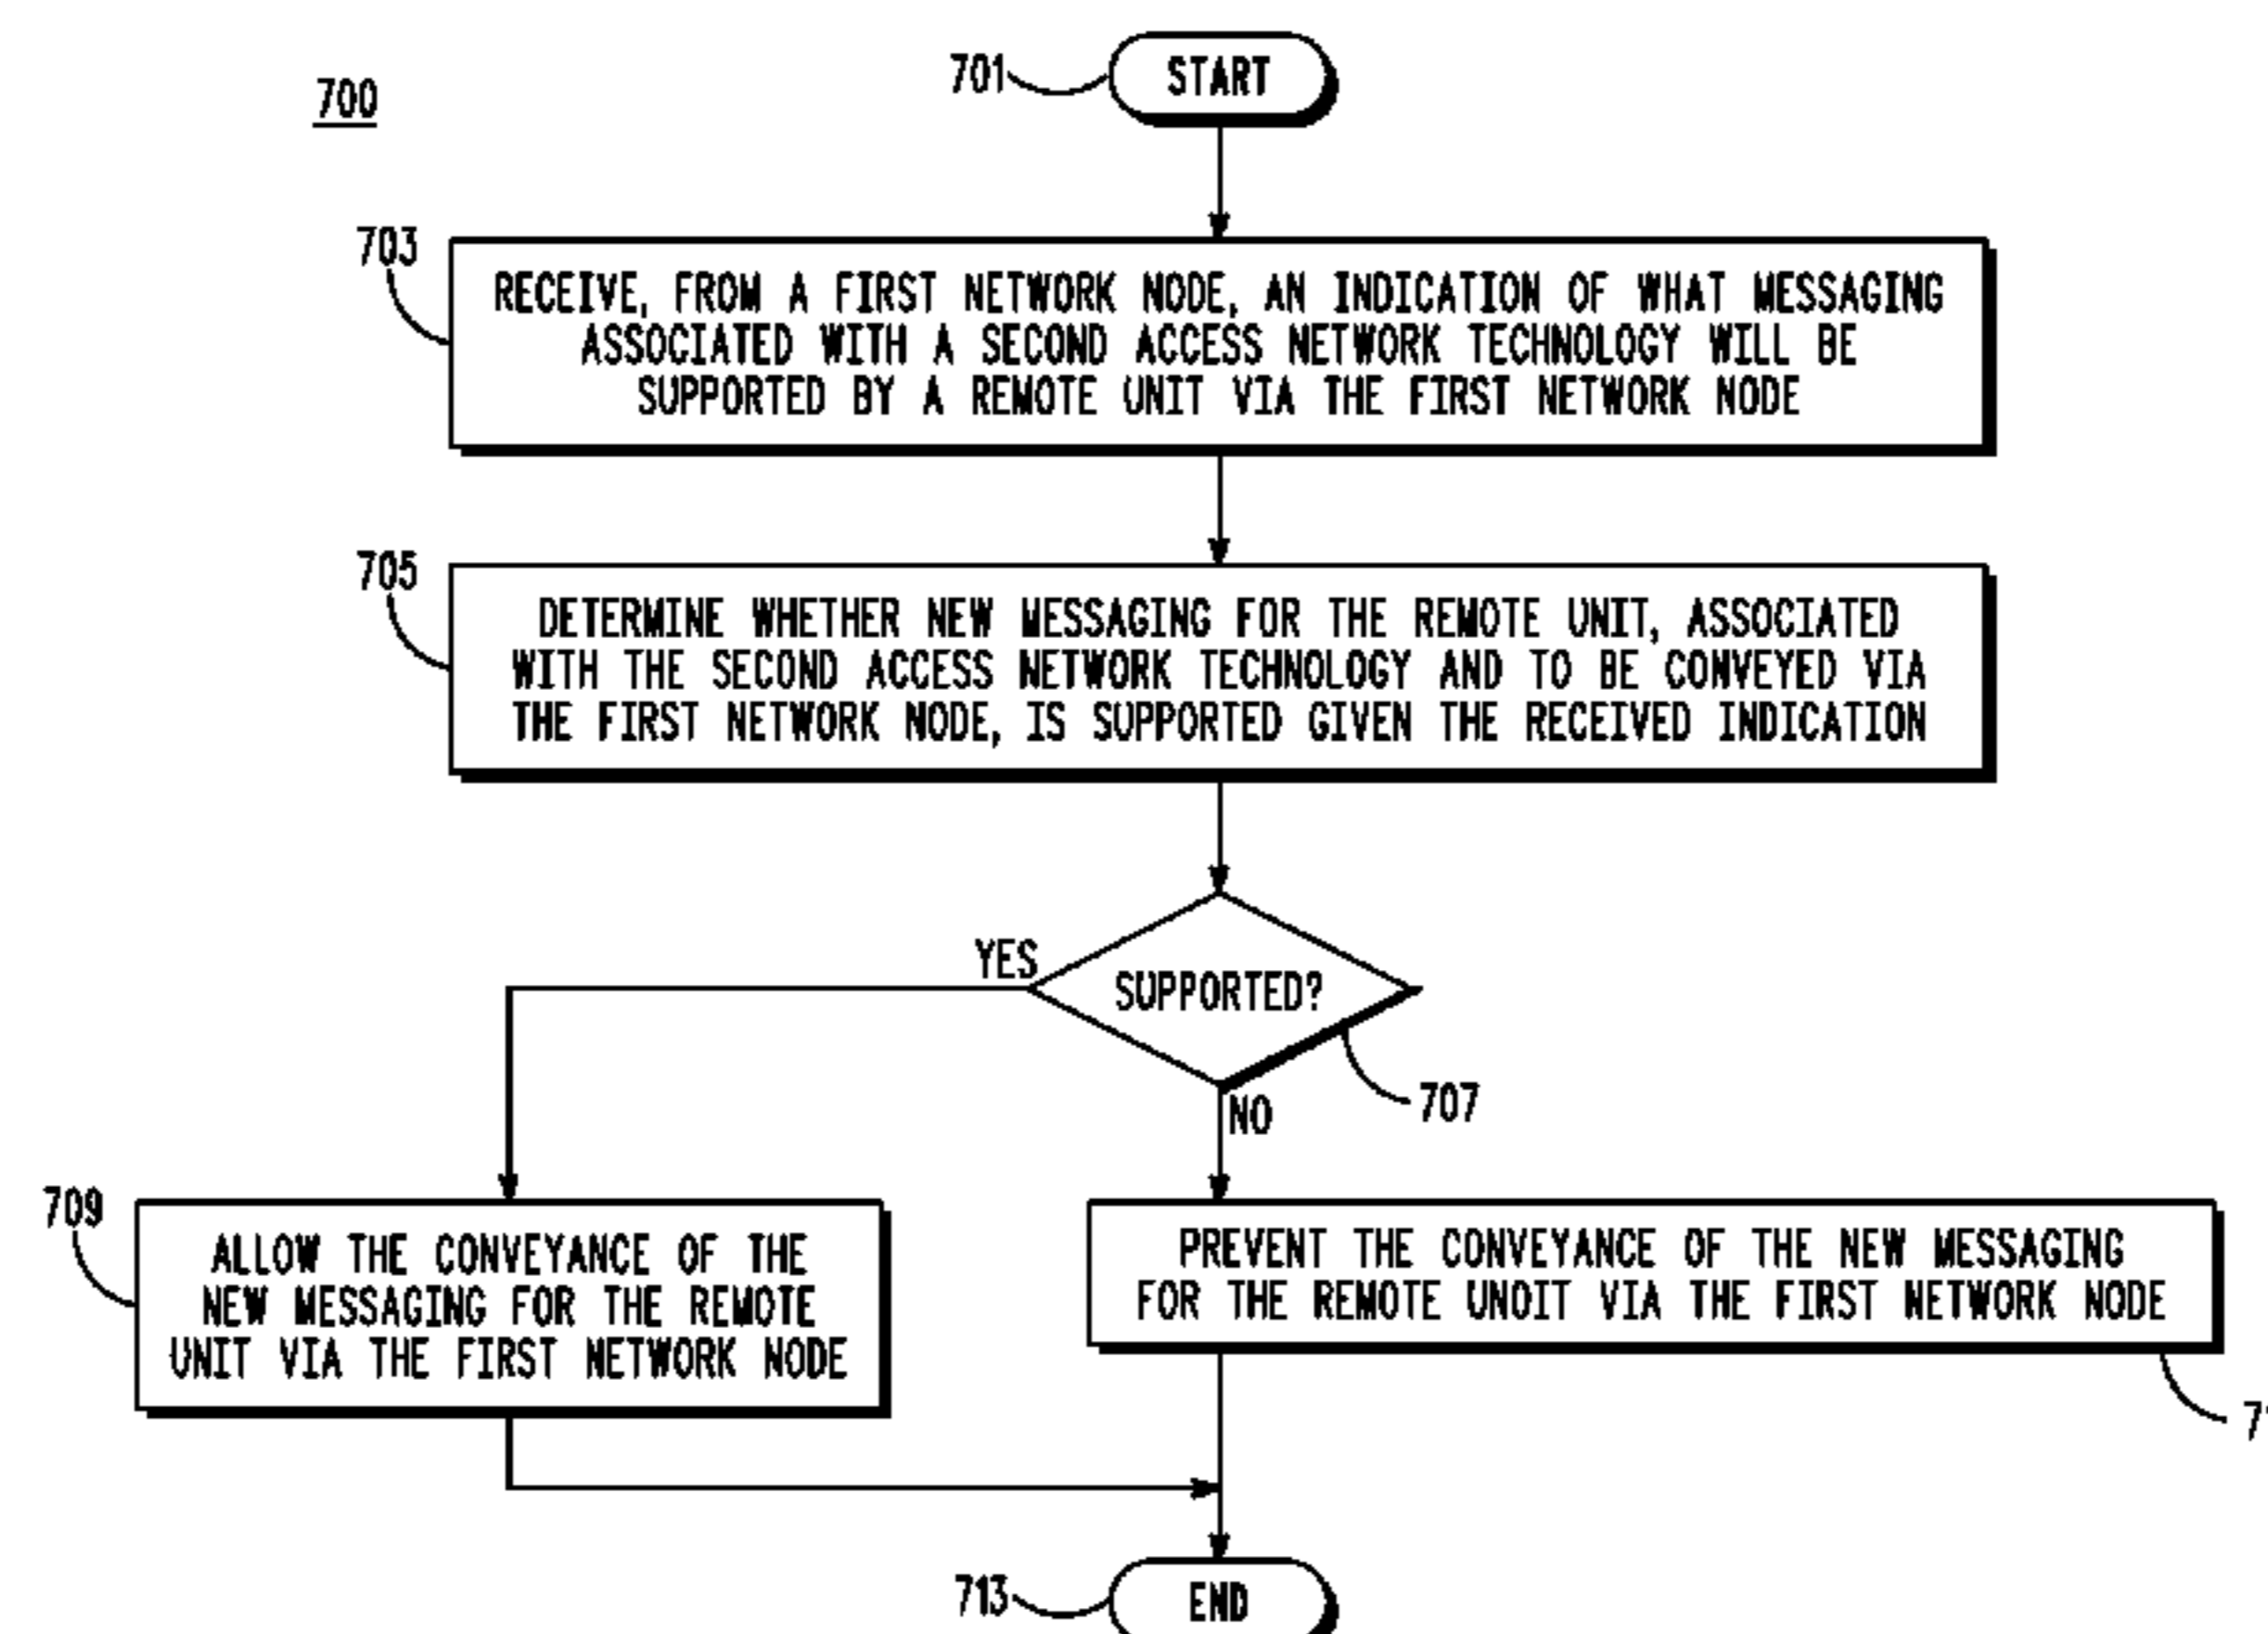 700
701
START
703
RECEIVE, FROM A FIRST NETWORK NODE, AN INDICATION OF WHAT MESSAGING
ASSOCIATED WITH A SECOND ACCESS NETWORK TECHNOLOGY WILL BE
SUPPORTED BY A REMOTE UNIT VIA THE FIRST NETWORK NODE
705
DETERMINE WHETHER NEW MESSAGING FOR THE REMOTE UNIT, ASSOCIATED
WITH THE SECOND ACCESS NETWORK TECHNOLOGY AND TO BE CONVEYED VIA
THE FIRST NETWORK NODE, IS SUPPORTED GIVEN THE RECEIVED INDICATION
YES
SUPPORTED?
707
NO
709
ALLOW THE CONVEYANCE OF THE
NEW MESSAGING FOR THE REMOTE
UNIT VIA THE FIRST NETWORK NODE
PREVENT THE CONVEYANCE OF THE NEW MESSAGING
FOR THE REMOTE UNOIT VIA THE FIRST NETWORK NODE
713
END